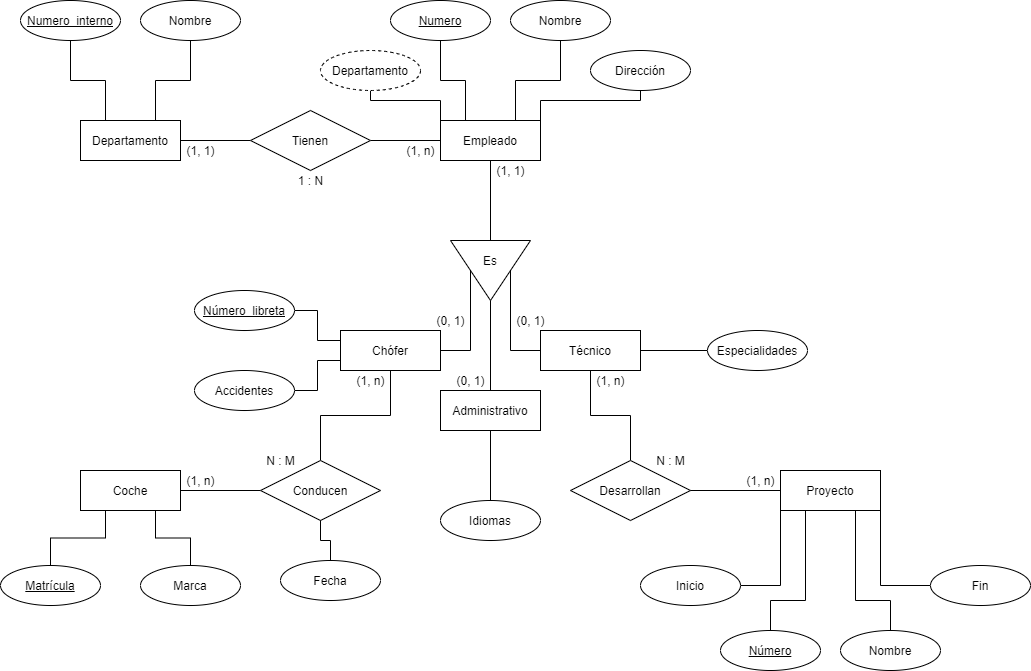 Numero_interno
Nombre
Numero
Nombre
Departamento
Dirección
Departamento
(1, 1)
Tienen
1 : N
(1, n)
Empleado
(1, 1)
Es
Número_libreta
(0, 1)
(0, 1)
Chófer
Técnico
Especialidades
Accidentes
(1, n)
(0, 1)
(1, n)
Administrativo
N : M
N : M
Coche
(1, n)
Conducen
Desarrollan
(1, n)
Proyecto
Idiomas
Matrícula
Marca
Fecha
Inicio
Fin
Número
Nombre